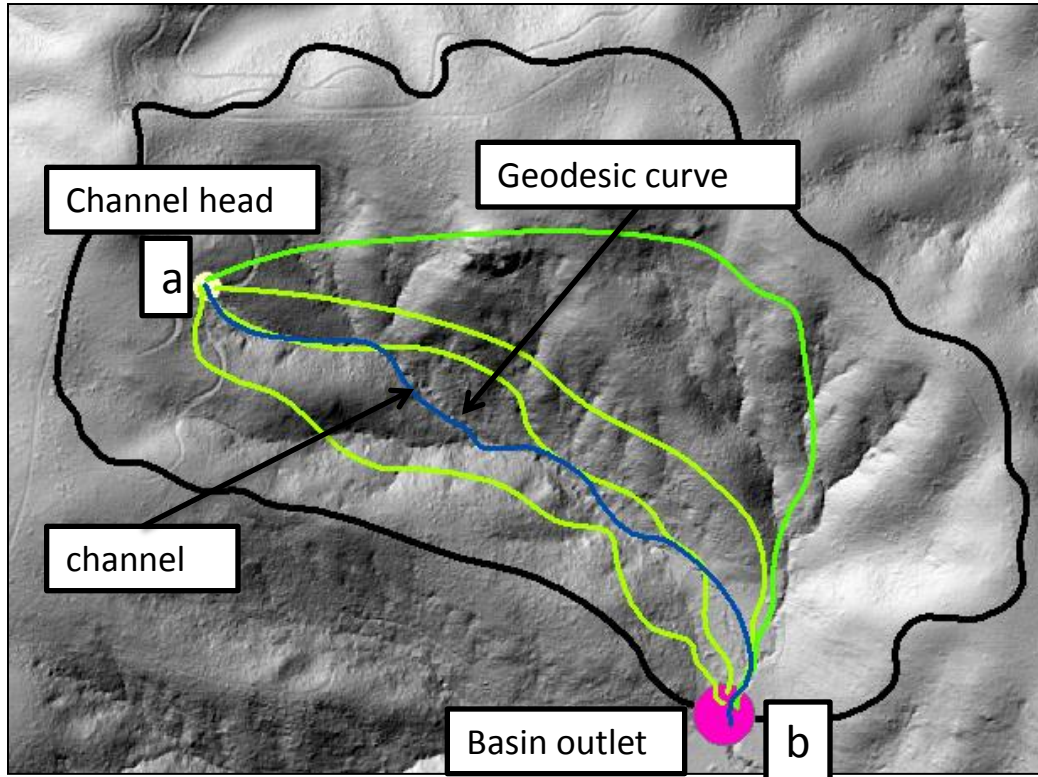 Geodesic curve
Channel head
a
channel
Basin outlet
b